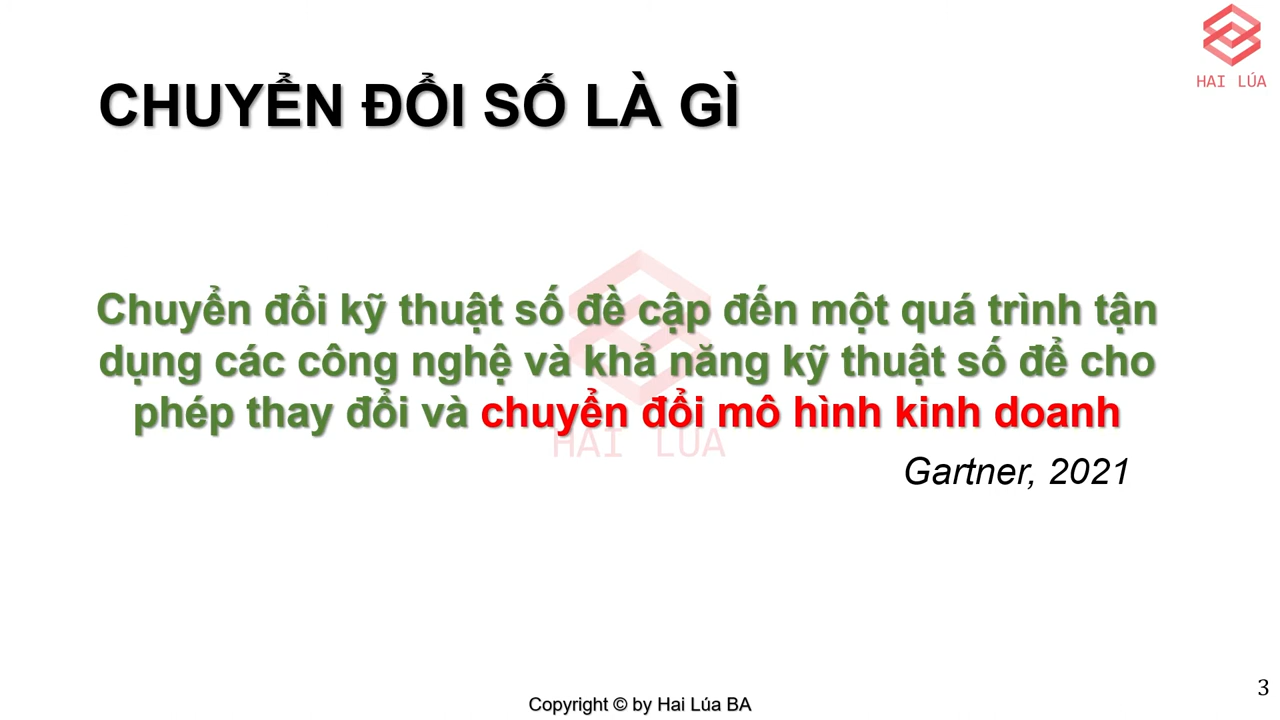 HAI LÚA
CHUYỂN ĐỔI SỐ LÀ GÌ
Chuyển đổi kỹ thuật số đề cập đến một quá trình tận
dụng các công nghệ và khả năng kỹ thuật số để cho
phép thay đổi và chuyển đổi mô hình kinh doanh
HAI LÚA
Gartner, 2021
3
Copyright © by Hai Lúa BA